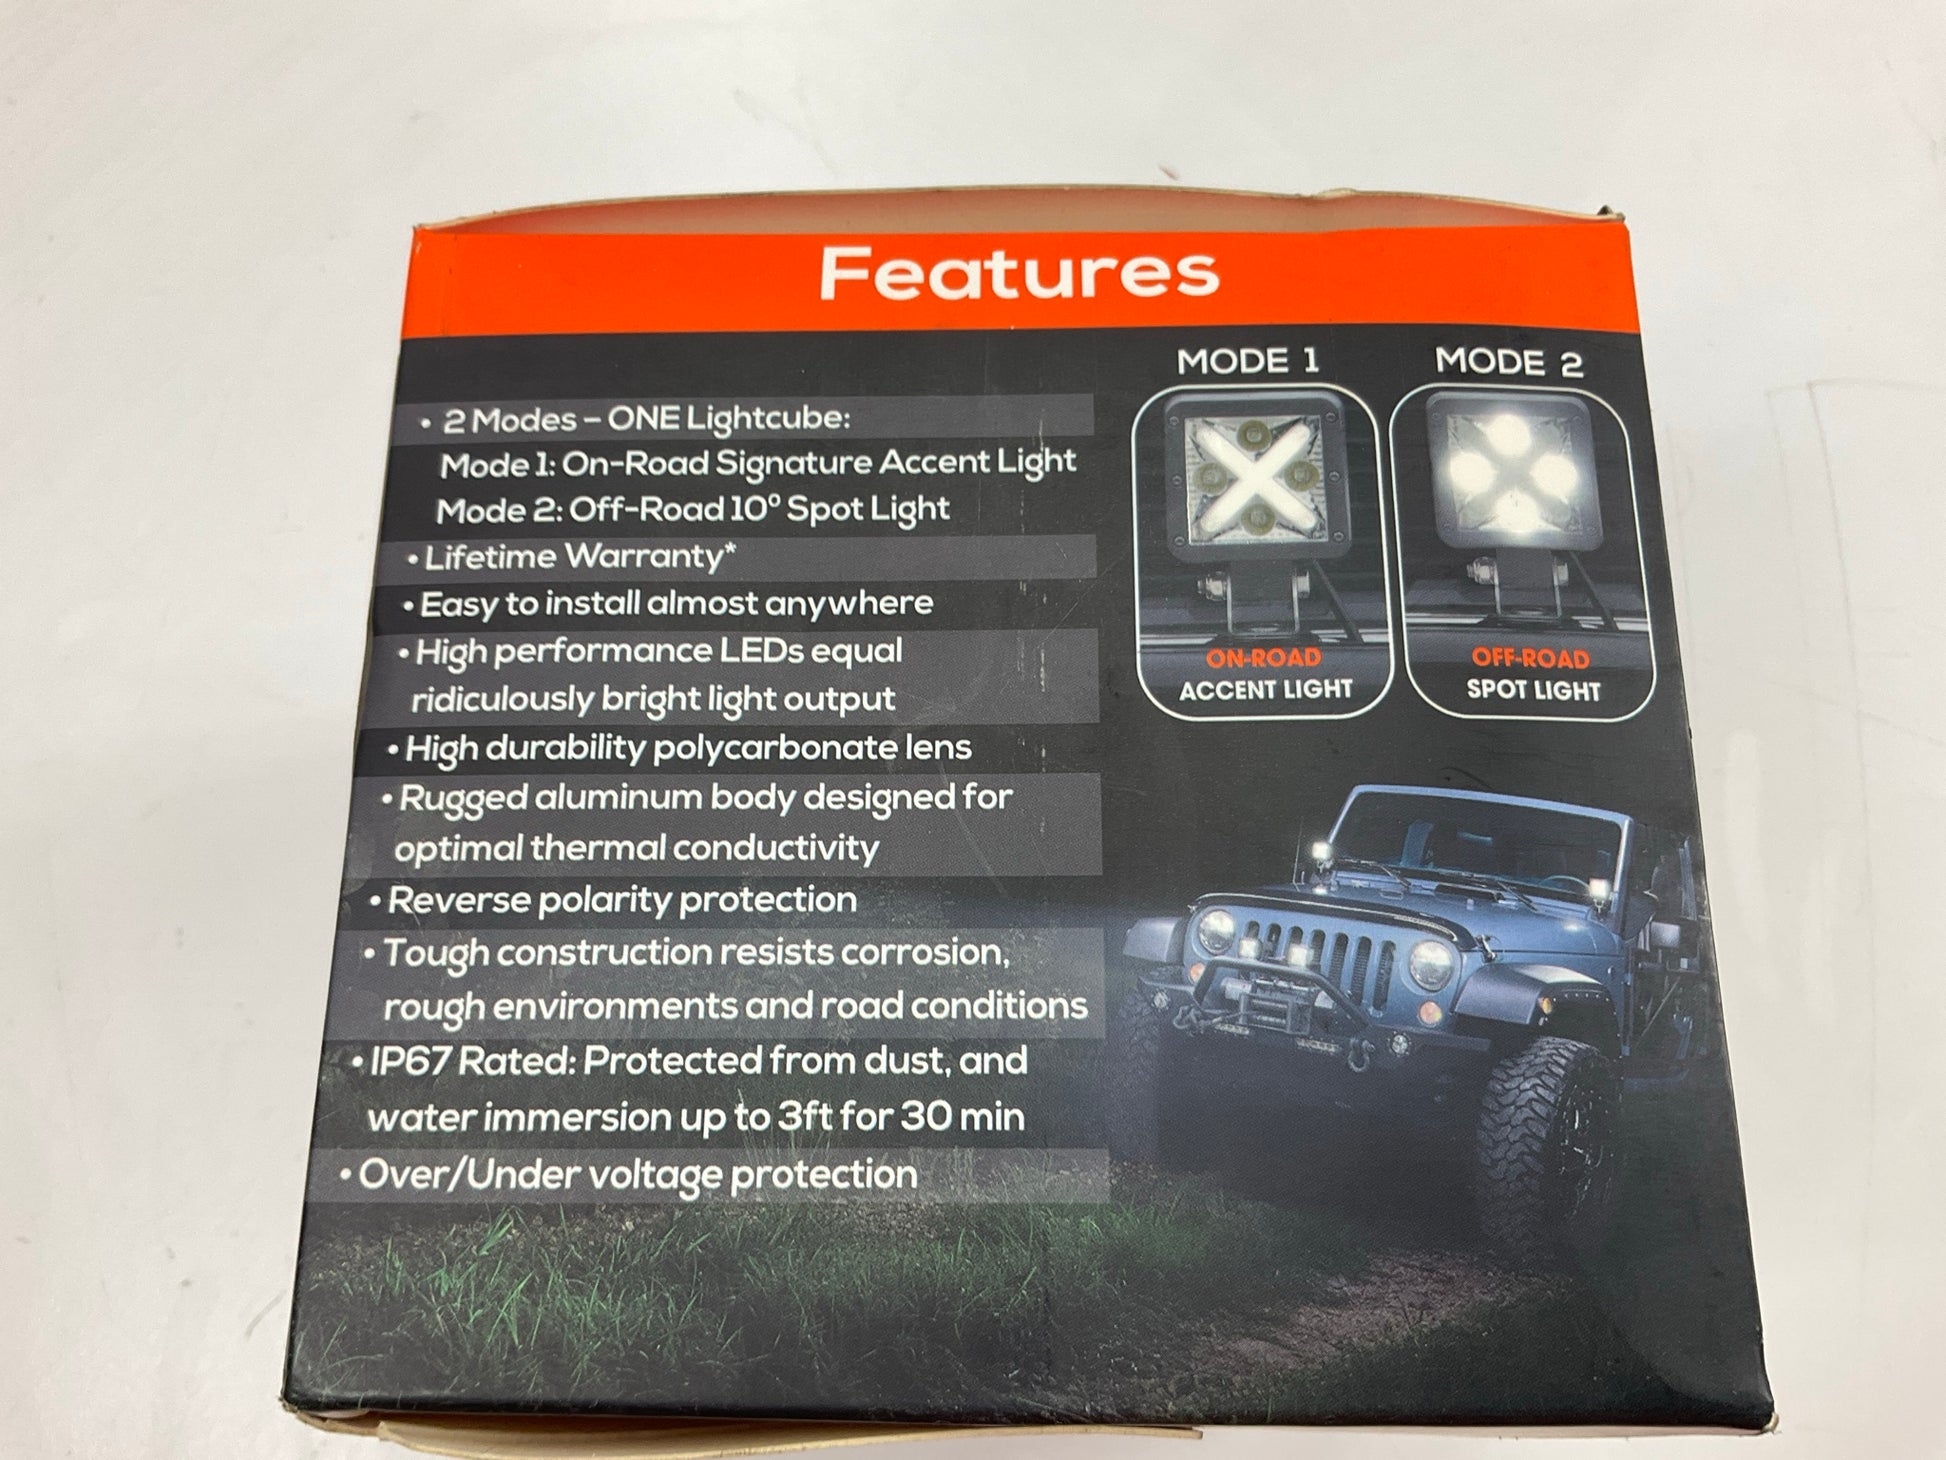 Features
• 2 Modes – ONE Lightcube:
Mode 1: On-Road Signature Accent Light
Mode 2: Off-Road 10º Spot Light
• Lifetime Warranty*
• Easy to install almost anywhere
• High performance LEDs equal
ridiculously bright light output
• High durability polycarbonate lens
• Rugged aluminum body designed for
optimal thermal conductivity
• Reverse polarity protection
• Tough construction resists corrosion,
rough environments and road conditions
• IP67 Rated: Protected from dust, and
water immersion up to 3ft for 30 min
• Over/Under voltage protection
MODE 1
ON-ROAD
ACCENT LIGHT
MODE 2
OFF-ROAD
SPOT LIGHT